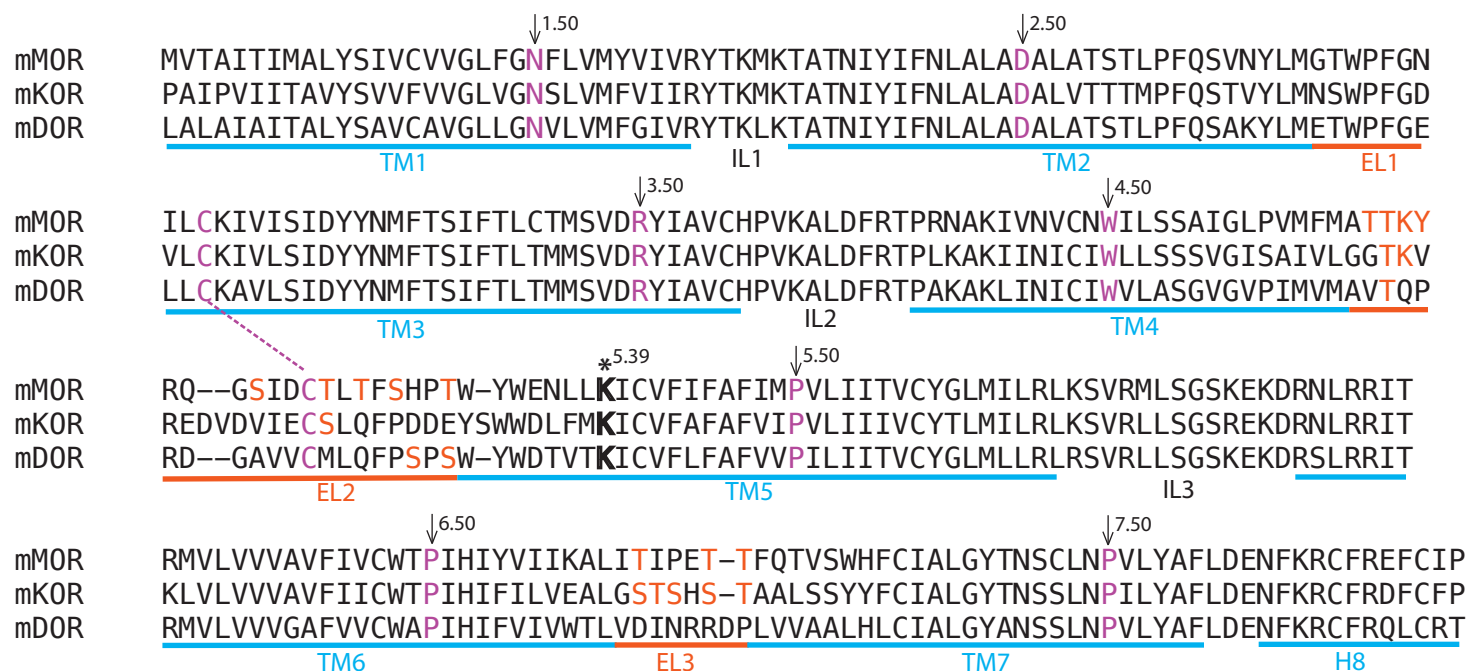 1.50 2.50
mMOR MVTAITIMALYSIVCVVGLFGNFLVMYVIVRYTKMKTATNIYIFNLALADALATSTLPFQSVNYLMGTWPFGN
mKOR PAIPVIITAVYSVVFVVGLVGNSLVMFVIIRYTKMKTATNIYIFNLALADALVTTTMPFQSTVYLMNSWPFGD
mDOR LALAIAITALYSAVCAVGLLGNVLVMFGIVRYTKLKTATNIYIFNLALADALATSTLPFQSAKYLMETWPFGE
TM1 IL1 TM2 EL1
3.50 4.50
mMOR ILCKIVISIDYYNMFTSIFTLCTMSVDRYIAVCHPVKALDFRTPRNAKIVNVCNWILSSAIGLPVMFMATTKY
mKOR VLCKIVLSIDYYNMFTSIFTLTMMSVDRYIAVCHPVKALDFRTPLKAKIINICIWLLSSSVGISAIVLGGTKV
mDOR LLCKAVLSIDYYNMFTSIFTLTMMSVDRYIAVCHPVKALDFRTPAKAKLINICIWVLASGVGVPIMVMAVTQP
TM3 IL2 TM4
* 5.39 5.50
mMOR RQ--GSIDCTLTFSHPTW-YWENLLKICVFIFAFIMPVLIITVCYGLMILRLKSVRMLSGSKEKDRNLRRIT
mKOR REDVDVIECSLQFPDDEYSWWDLFMKICVFAFAFVIPVLIIIVCYTLMILRLKSVRLLSGSREKDRNLRRIT
mDOR RD--GAVVCMLQFPSPSW-YWDTVTKICVFLFAFVVPILIITVCYGLMLLRLRSVRLLSGSKEKDRSLRRIT
EL2 TM5 IL3
6.50 7.50
mMOR RMVLVVVAVFIVCWTPIHIYVIIKALITIPET-TFQTVSWHFCIALGYTNSCLNPVLYAFLDENFKRCFREFCIP
mKOR KLVLVVVAVFIICWTPIHIFILVEALGSTSHS-TAALSSYYFCIALGYTNSSLNPILYAFLDENFKRCFRDFCFP
mDOR RMVLVVVGAFVVCWAPIHIFVIVWTLVDINRRDPLVVAALHLCIALGYANSSLNPVLYAFLDENFKRCFRQLCRT
TM6 EL3 TM7 H8